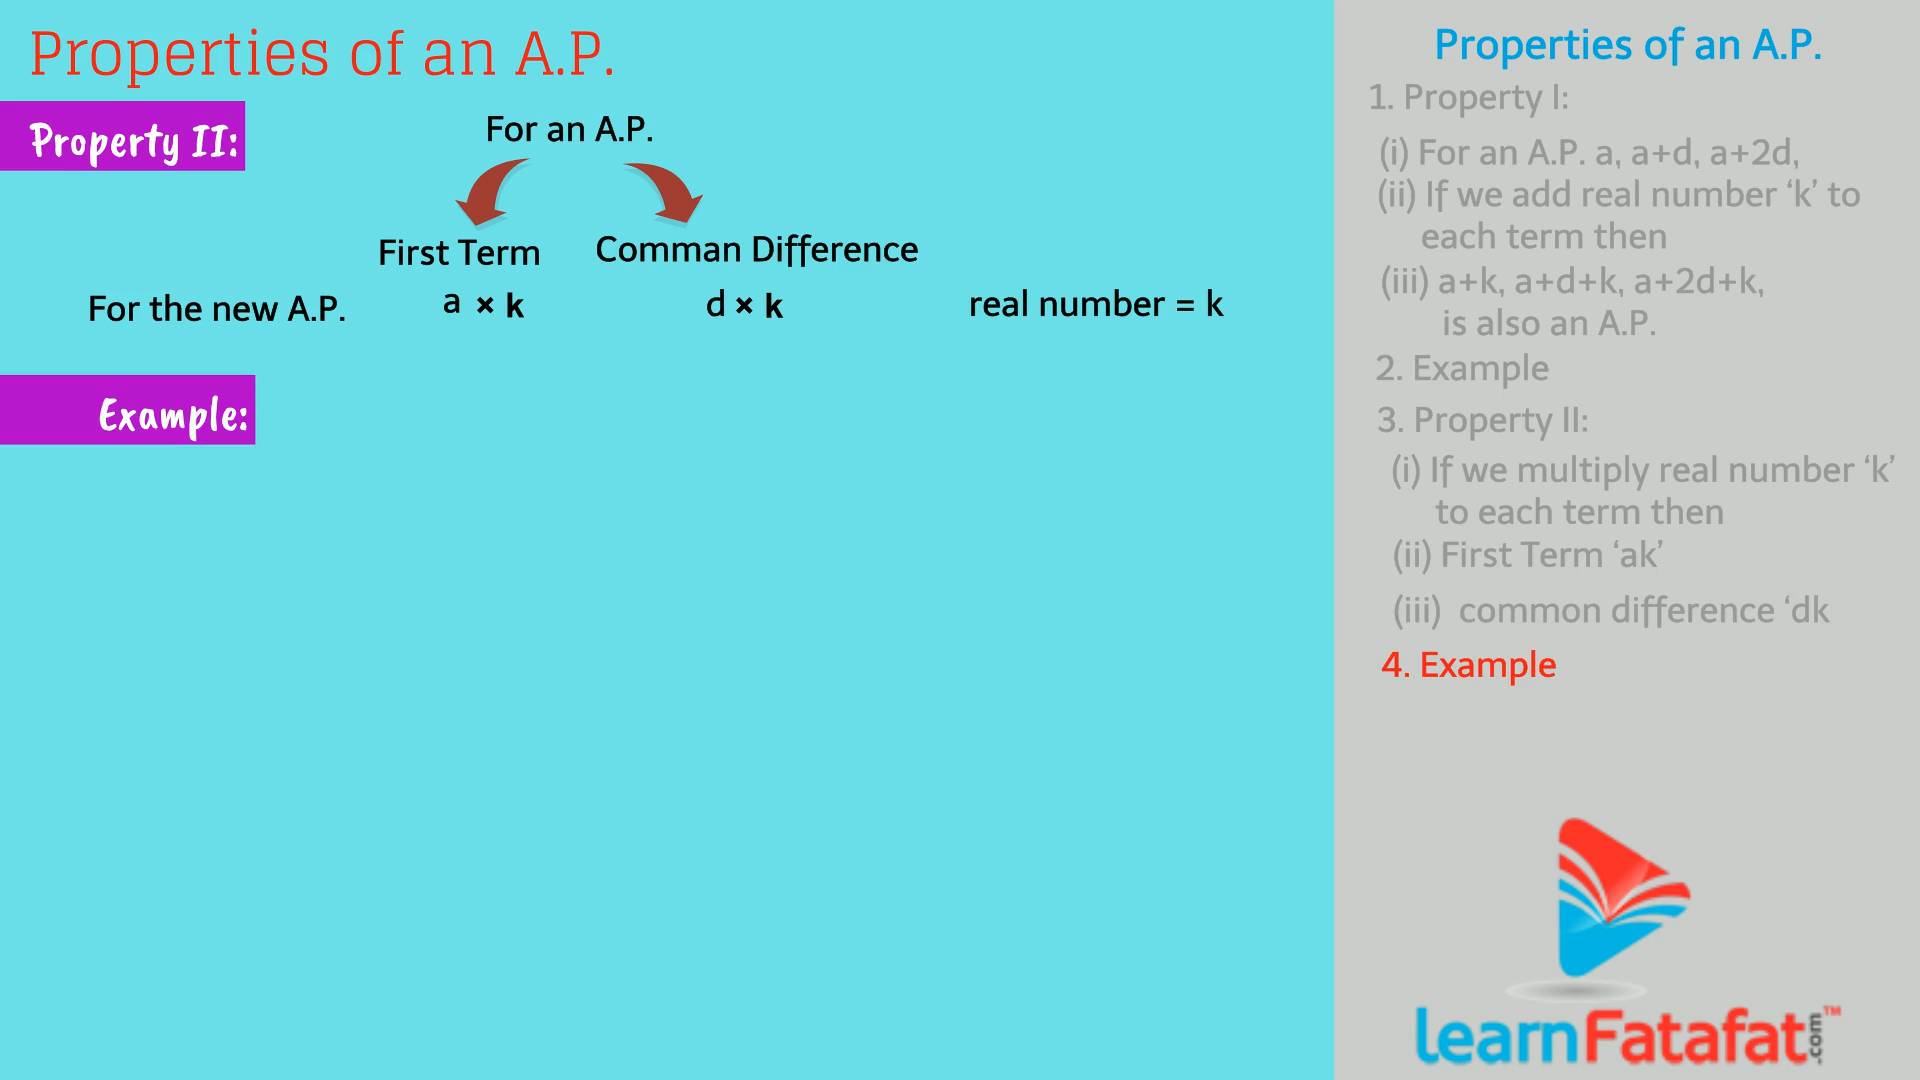 Properties of an A.P.
Property II:
For an A.P.
First Term
Comman Difference
For the new A.P.
a × k
d × k
real number = k
Example:
Properties of an A.P.
1. Property I:
(i) For an A.P. a, a+d, a+2d,
(ii) If we add real number ‘k’ to
each term then
(iii) a+k, a+d+k, a+2d+k,
is also an A.P.
2. Example
3. Property II:
(i) If we multiply real number ‘k’
to each term then
(ii) First Term ‘ak’
(iii) common difference ‘dk
4. Example
learnFatafat.com™